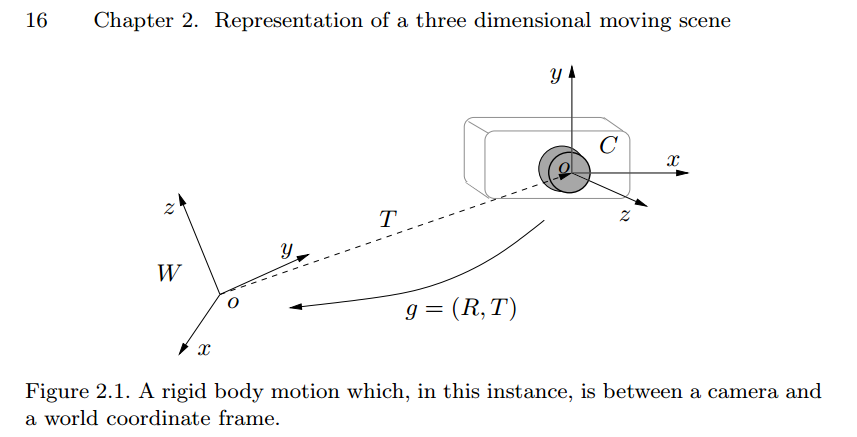 16 Chapter 2. Representation of a three dimensional moving scene
y
C
o
x
z
z
T
y
W
o
g = (R, T)
x
Figure 2.1. A rigid body motion which, in this instance, is between a camera and
a world coordinate frame.